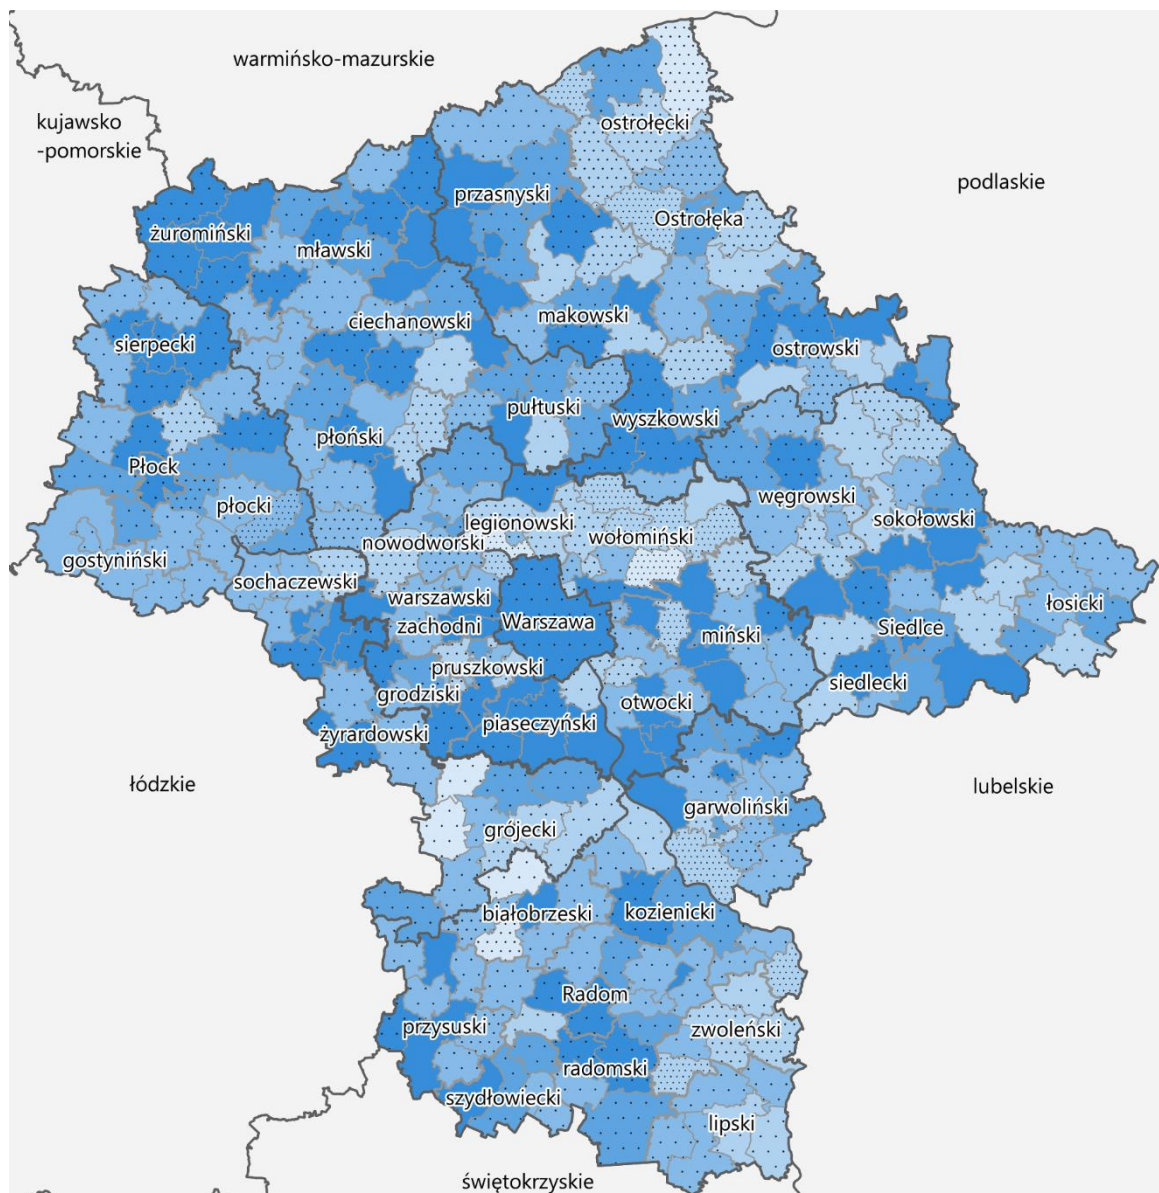 warmińsko-mazurskie
kujawsko
-pomorskie
ostrołęcki
podlaskie
przasnyski
Ostrołęka
żuromiński
mławski
ciechanowski
makowski
sierpecki
ostrowski
pułtuski
wyszkowski
płoński
Płock
węgrowski
płocki
legionowski
sokołowski
wołomiński
nowodworski
gostyniński
sochaczewski
warszawski
zachodni
Warszawa
łosicki
Siedlce
miński
pruszkowski
siedlecki
grodziski
otwocki
piaseczyński
żyrardowski
łódzkie
lubelskie
garwoliński
grójecki
białobrzeski
kozienicki
Radom
przysuski
zwoleński
radomski
szydłowiecki
lipski
świętokrzyskie